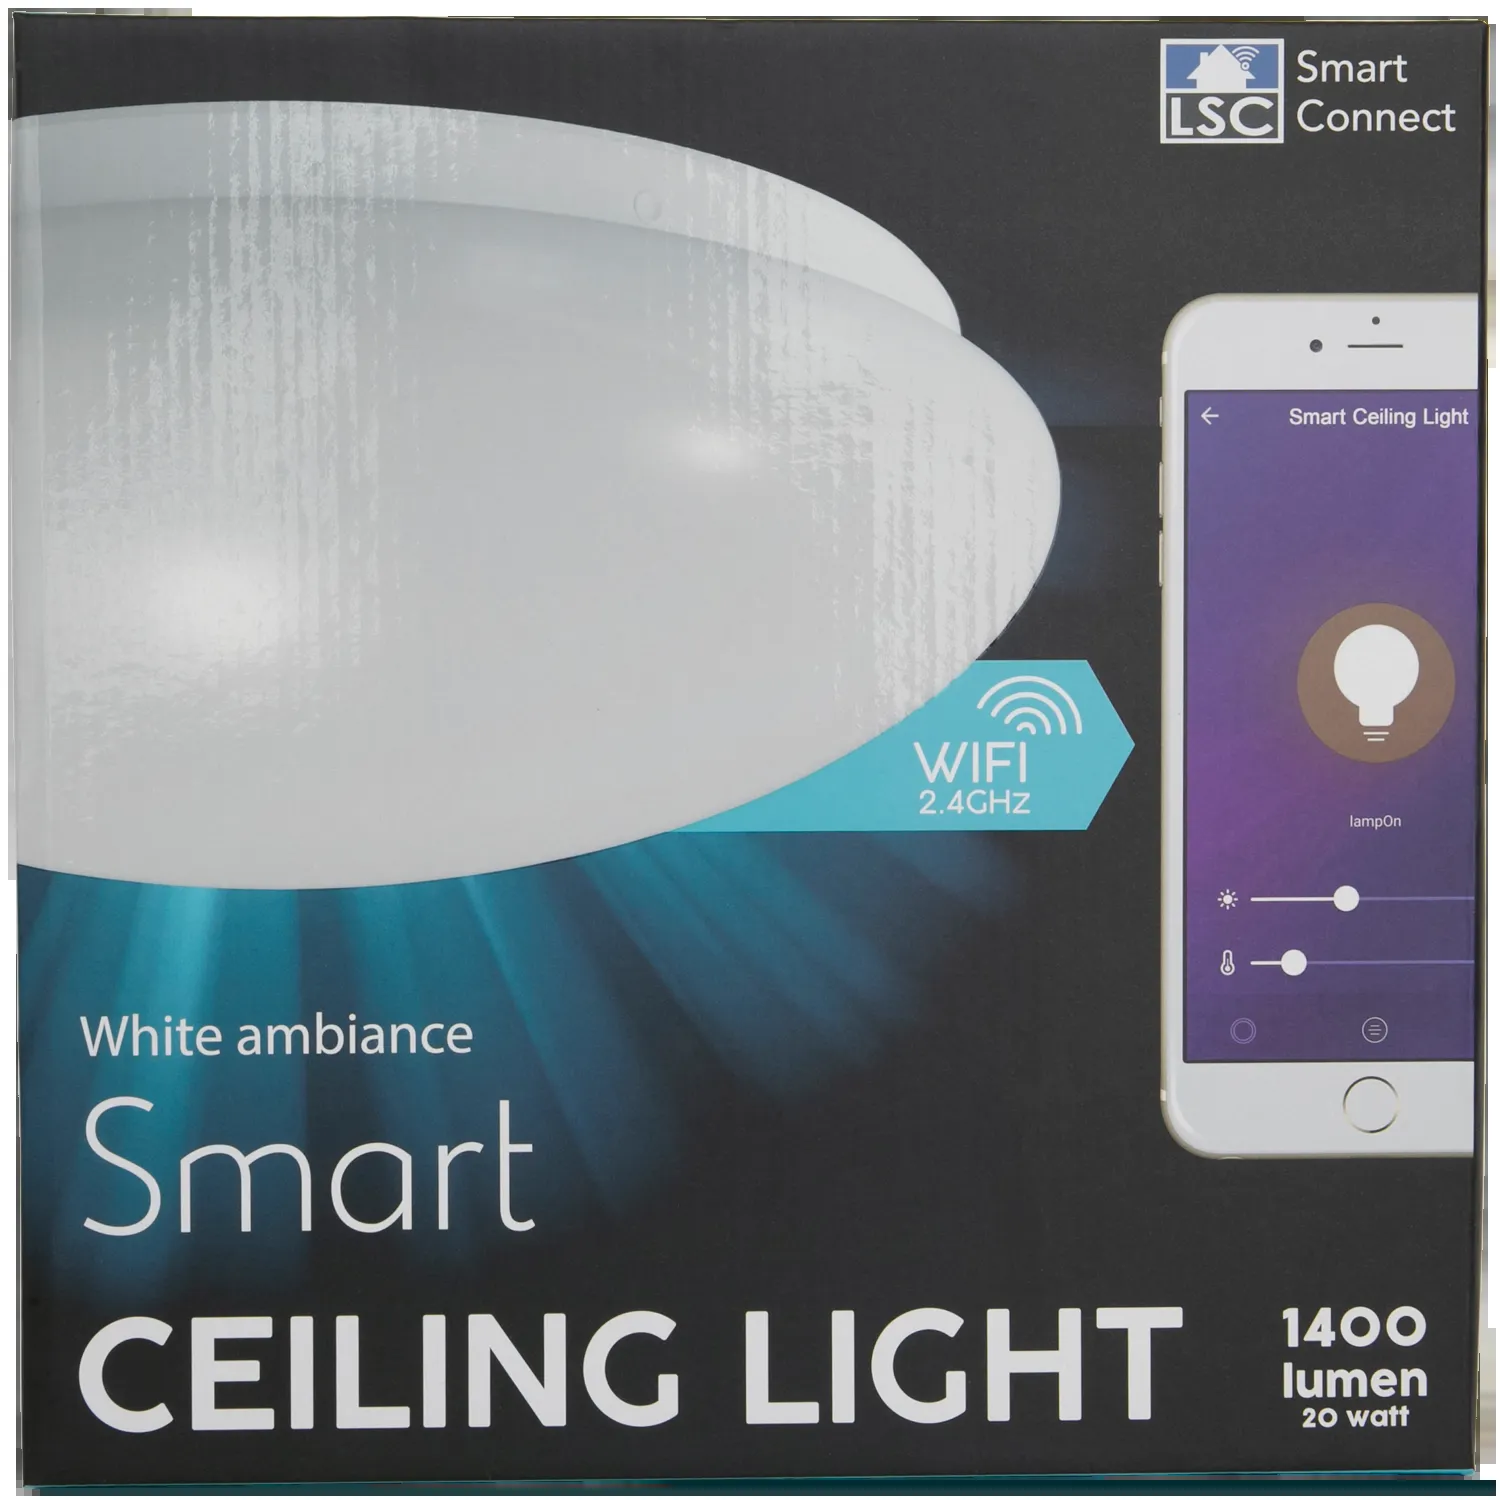 LSC
Smart
Connect
Smart Ceiling Light
WIFI
2.4GHz
lampOn
White ambiance
Smart
CEILING LIGHT
1400
lumen
20 watt